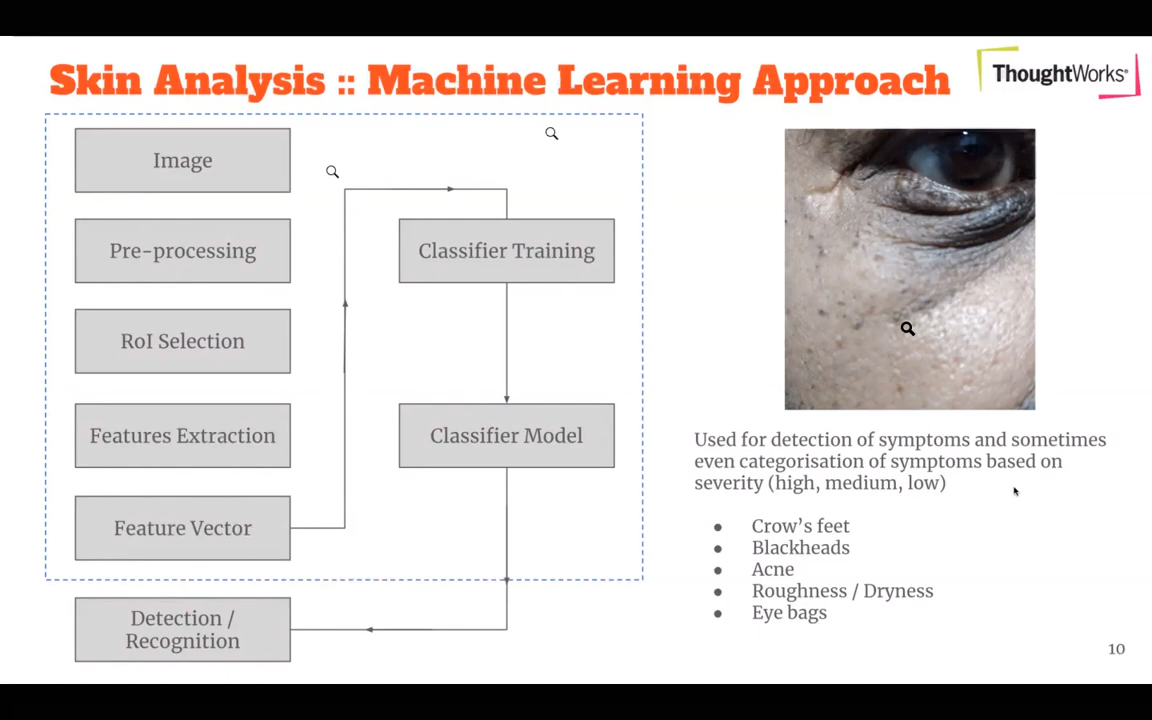 Skin Analysis :: Machine Learning Approach
ThoughtWorks®
Image
Pre-processing
RoI Selection
Features Extraction
Feature Vector
Detection /
Recognition
Classifier Training
Classifier Model
Used for detection of symptoms and sometimes
even categorisation of symptoms based on
severity (high, medium, low)
● Crow’s feet
● Blackheads
● Acne
● Roughness / Dryness
● Eye bags
10